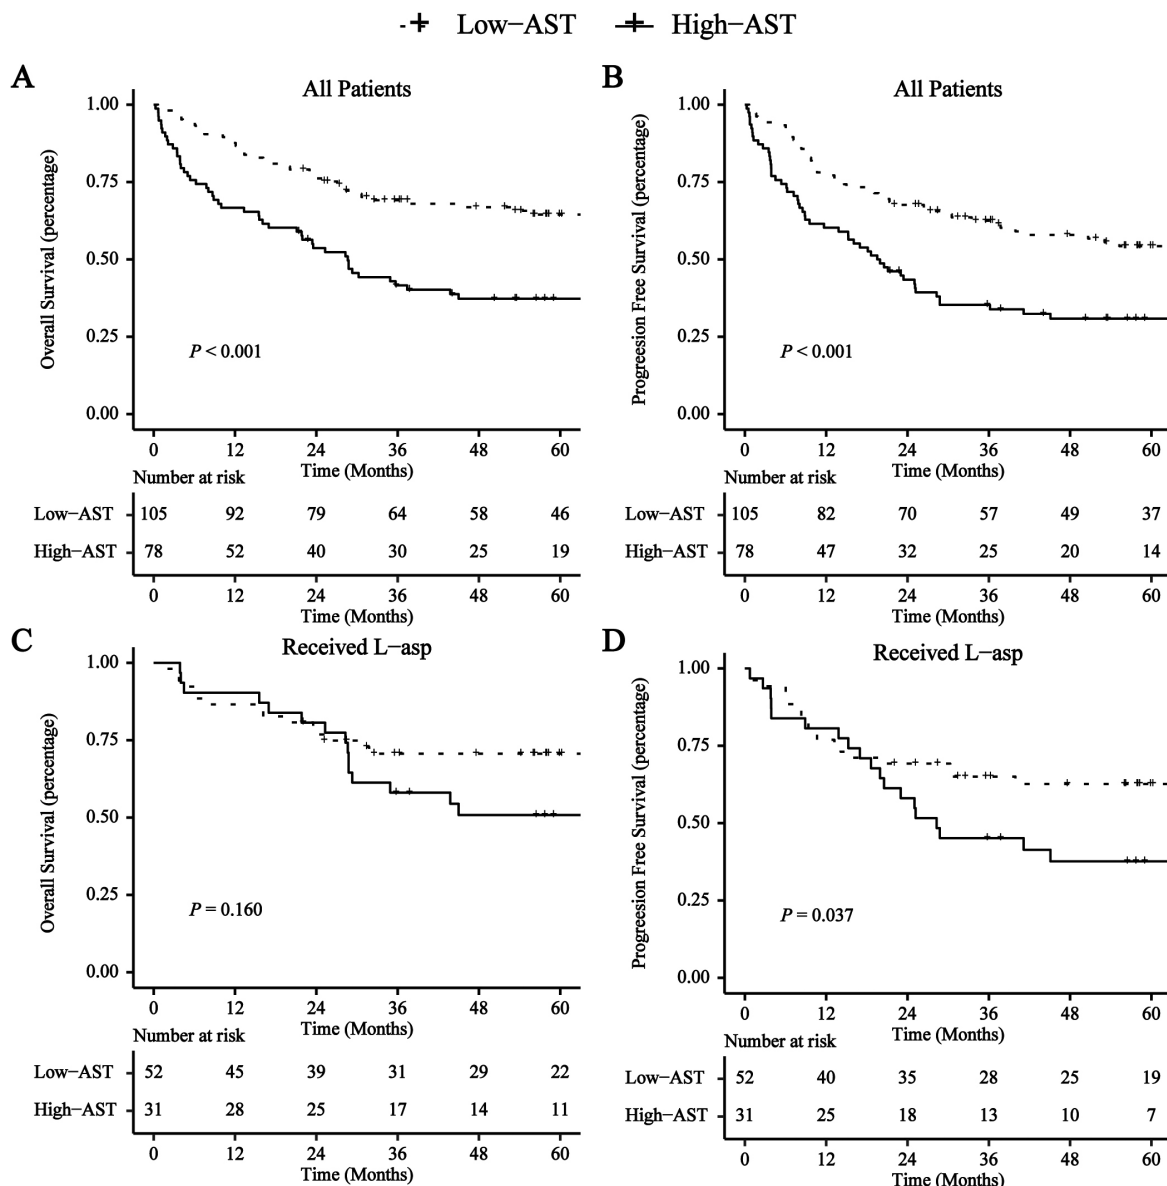 Low−AST High−AST
A
All Patients
Overall Survival (percentage)
1.00
0.75
0.50
0.25
0.00
P < 0.001
0 12 24 36 48 60
Time (Months)
Number at risk
Low−AST 105 92 79 64 58 46
High−AST 78 52 40 30 25 19
0 12 24 36 48 60
Time (Months)
B
All Patients
Progreesion Free Survival (percentage)
1.00
0.75
0.50
0.25
0.00
P < 0.001
0 12 24 36 48 60
Time (Months)
Number at risk
Low−AST 105 82 70 57 49 37
High−AST 78 47 32 25 20 14
0 12 24 36 48 60
Time (Months)
C
Received L−asp
Overall Survival (percentage)
1.00
0.75
0.50
0.25
0.00
P = 0.160
0 12 24 36 48 60
Time (Months)
Number at risk
Low−AST 52 45 39 31 29 22
High−AST 31 28 25 17 14 11
0 12 24 36 48 60
Time (Months)
D
Received L−asp
Progreesion Free Survival (percentage)
1.00
0.75
0.50
0.25
0.00
P = 0.037
0 12 24 36 48 60
Time (Months)
Number at risk
Low−AST 52 40 35 28 25 19
High−AST 31 25 18 13 10 7
0 12 24 36 48 60
Time (Months)